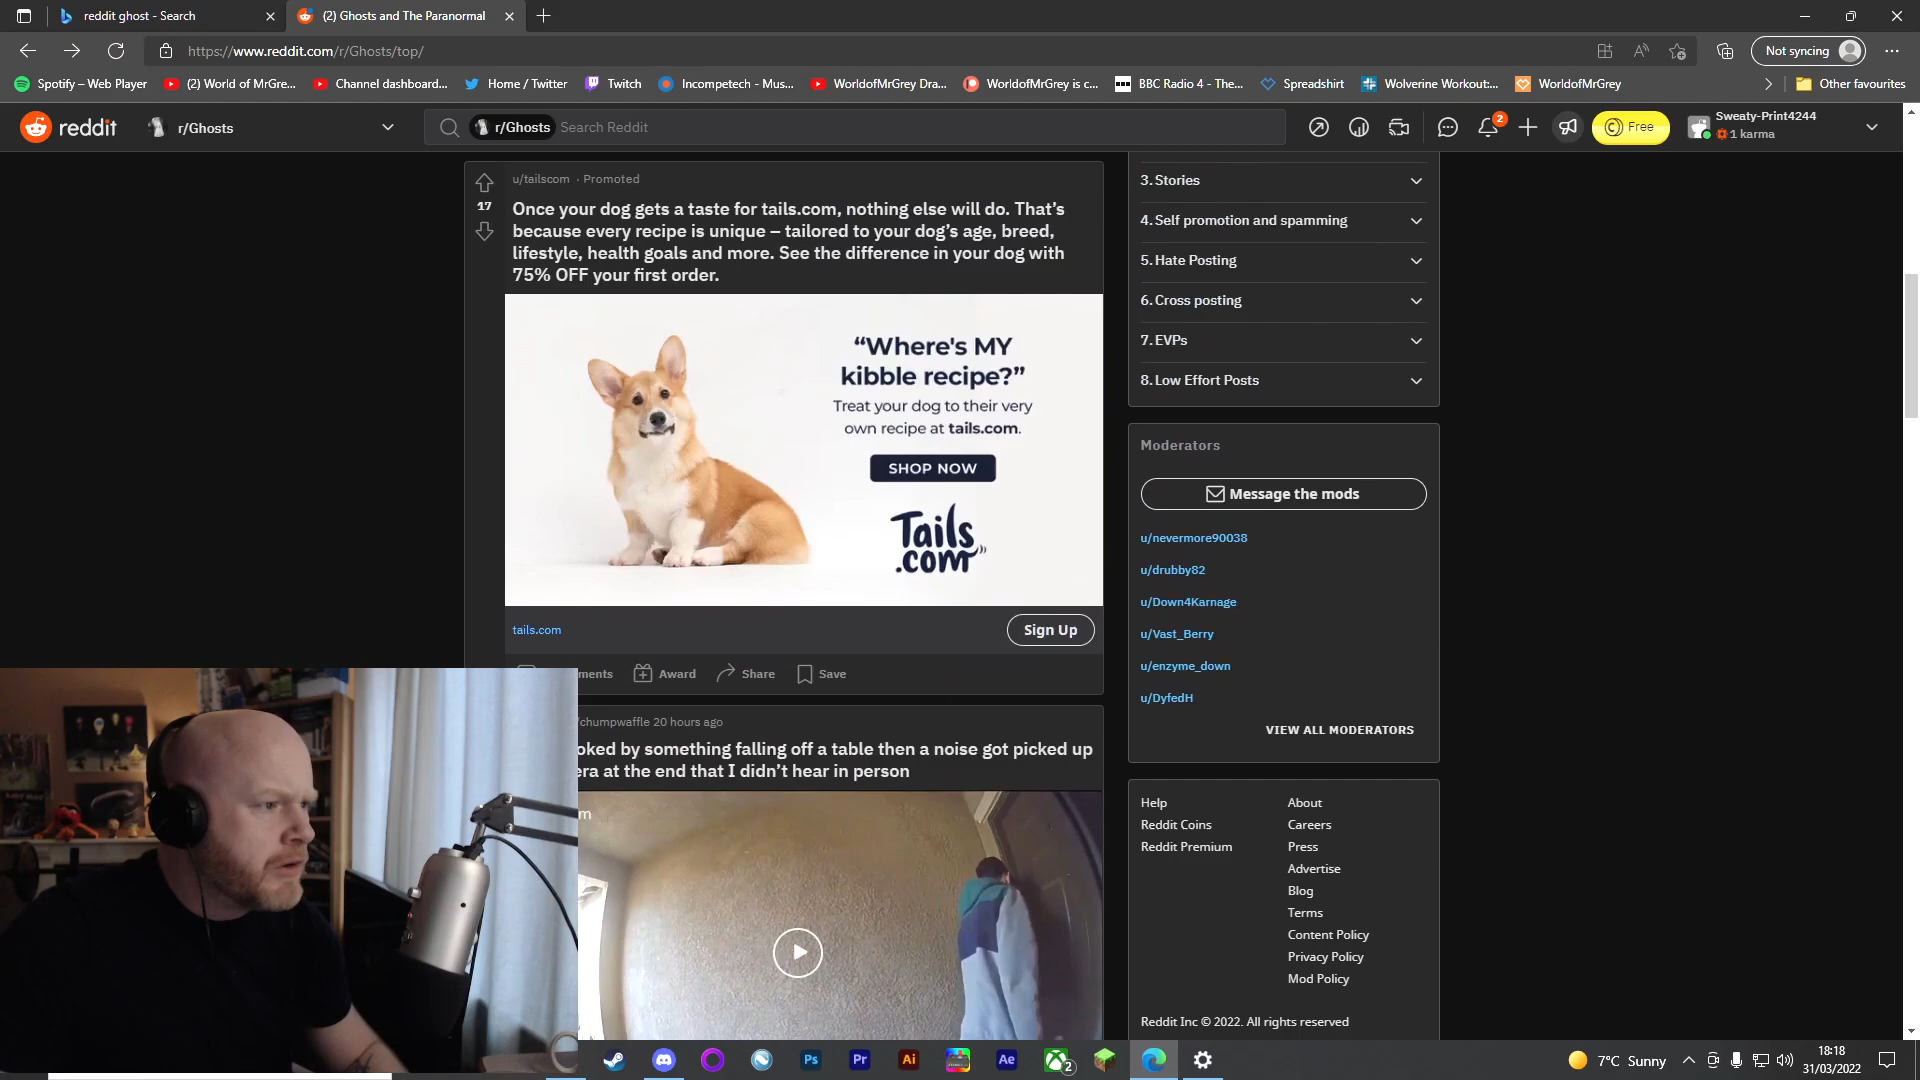 reddit ghost - Search
(2) Ghosts and The Paranormal
https://www.reddit.com/r/Ghosts/top/
Not syncing
Spotify – Web Player
(2) World of MrGre...
Channel dashboard...
Home / Twitter
Twitch
Incompetech - Mus...
WorldofMrGrey Dra...
WorldofMrGrey is c...
BBC Radio 4 - The...
Spreadshirt
Wolverine Workout:...
WorldofMrGrey
Other favourites
reddit
r/Ghosts
r/Ghosts
Search Reddit
2
Free
Sweaty-Print4244
1 karma
u/tailscom · Promoted
17
Once your dog gets a taste for tails.com, nothing else will do. That’s
because every recipe is unique – tailored to your dog’s age, breed,
lifestyle, health goals and more. See the difference in your dog with
75% OFF your first order.
“Where's MY
kibble recipe?”
Treat your dog to their very
own recipe at tails.com.
SHOP NOW
Tails
.com
tails.com
Sign Up
ments
Award
Share
Save
/chumpwaffle 20 hours ago
oked by something falling off a table then a noise got picked up
era at the end that I didn’t hear in person
m
3. Stories
4. Self promotion and spamming
5. Hate Posting
6. Cross posting
7. EVPs
8. Low Effort Posts
Moderators
Message the mods
u/nevermore90038
u/drubby82
u/Down4Karnage
u/Vast_Berry
u/enzyme_down
u/DyfedH
VIEW ALL MODERATORS
Help
About
Reddit Coins
Careers
Reddit Premium
Press
Advertise
Blog
Terms
Content Policy
Privacy Policy
Mod Policy
Reddit Inc © 2022. All rights reserved
Ps
Pr
Ai
Ae
2
7°C Sunny
18:18
31/03/2022